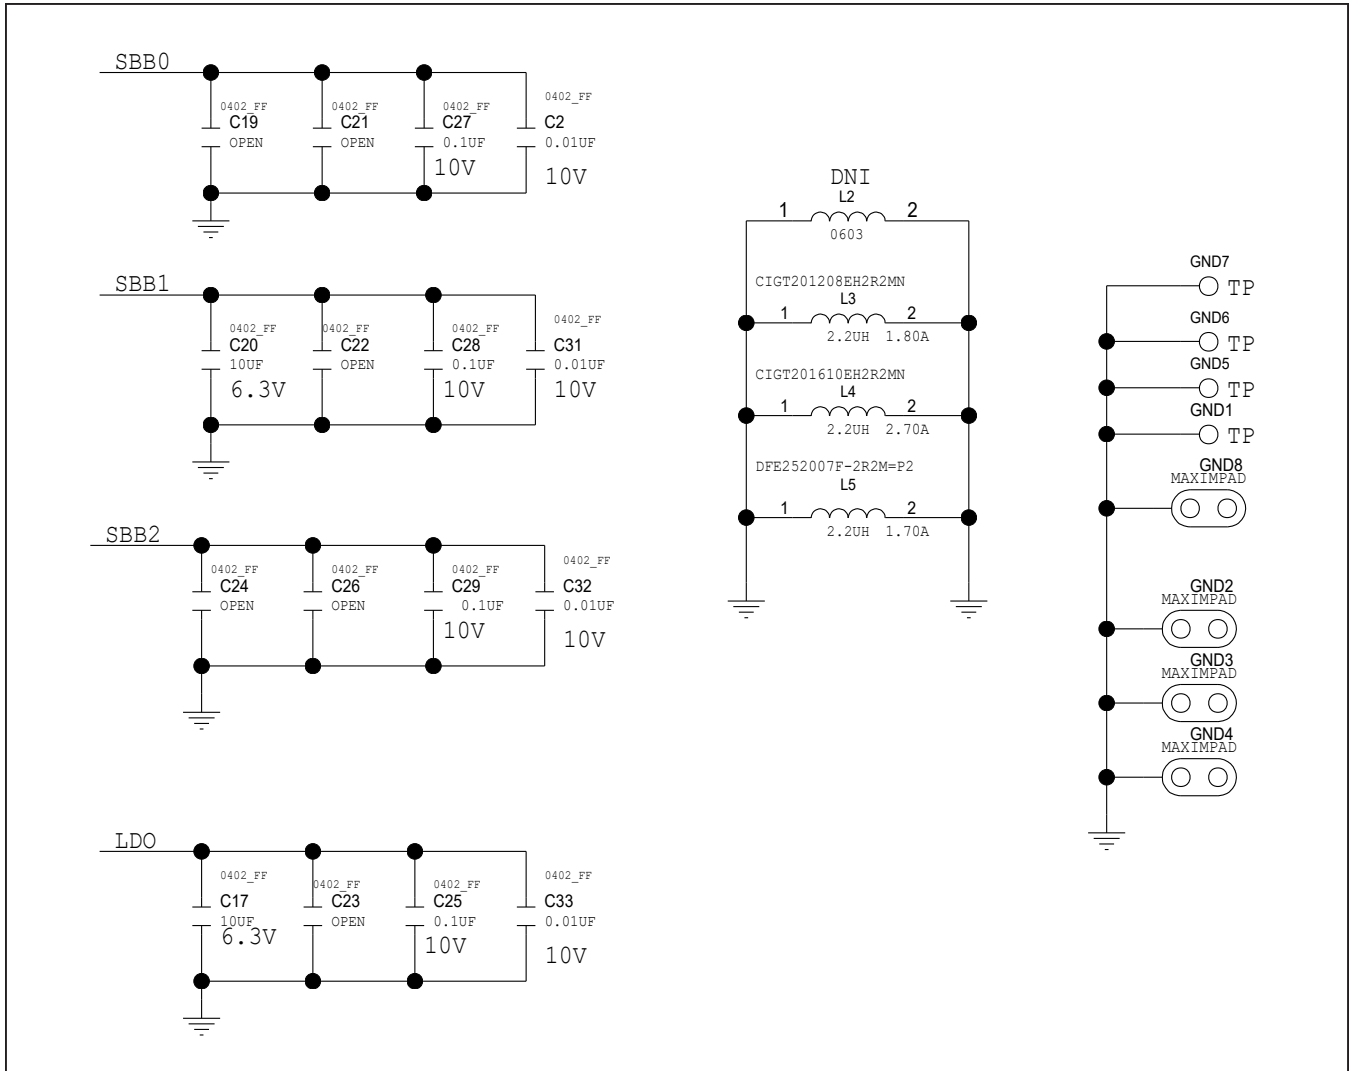 SBB0
0402_FF
C19
OPEN
0402_FF
C21
OPEN
0402_FF
C27
0.1UF
10V
0402_FF
C2
0.01UF
10V
SBB1
0402_FF
C20
10UF
6.3V
0402_FF
C22
OPEN
0402_FF
C28
0.1UF
10V
0402_FF
C31
0.01UF
10V
SBB2
0402_FF
C24
OPEN
0402_FF
C26
OPEN
0402_FF
C29
0.1UF
10V
0402_FF
C32
0.01UF
10V
LDO
0402_FF
C17
10UF
6.3V
0402_FF
C23
OPEN
0402_FF
C25
0.1UF
10V
0402_FF
C33
0.01UF
10V
DNI
L2
1 2
0603
CIGT201208EH2R2MN
L3
1 2
2.2UH 1.80A
CIGT201610EH2R2MN
L4
1 2
2.2UH 2.70A
DFE252007F-2R2M=P2
L5
1 2
2.2UH 1.70A
GND7
TP
GND6
TP
GND5
TP
GND1
TP
GND8
MAXIMPAD
GND2
MAXIMPAD
GND3
MAXIMPAD
GND4
MAXIMPAD